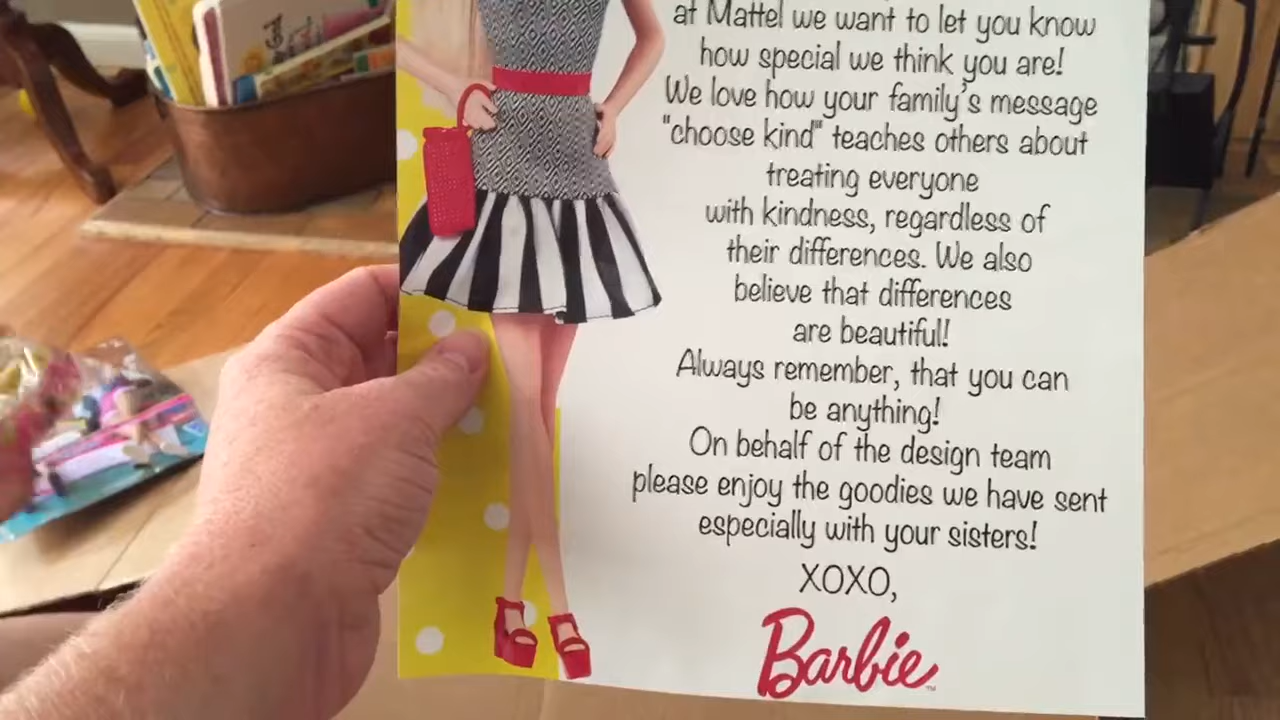 at Mattel we want to let you know
how special we think you are!
We love how your family's message
"choose kind" teaches others about
treating everyone
with kindness, regardless of
their differences. We also
believe that differences
are beautiful!
Always remember, that you can
be anything!
On behalf of the design team
please enjoy the goodies we have sent
especially with your sisters!
XOXO,
Barbie™